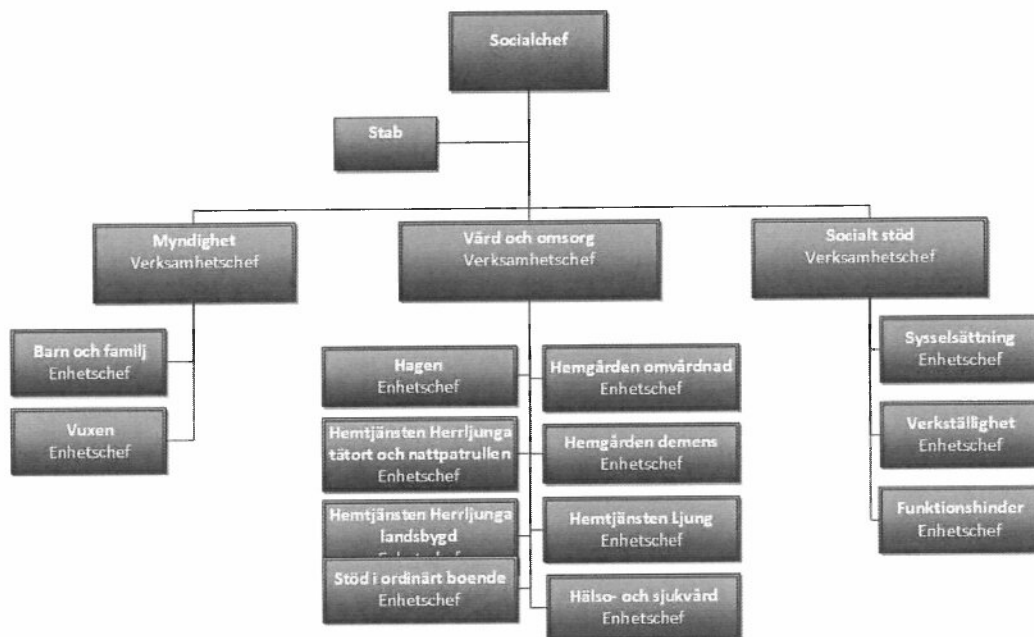 Socialchef
Stab
Myndighet
Verksamhetschef
Vård och omsorg
Verksamhetschef
Socialt stöd
Verksamhetschef
Barn och familj
Enhetschef
Vuxen
Enhetschef
Hagen
Enhetschef
Hemtjänsten Herrljunga
tätort och nattpatrullen
Enhetschef
Hemtjänsten Herrljunga
landsbygd
Enhetschef
Stöd i ordinärt boende
Enhetschef
Hemgården omvårdnad
Enhetschef
Hemgården demens
Enhetschef
Hemtjänsten Ljung
Enhetschef
Hälso- och sjukvård
Enhetschef
Sysselsättning
Enhetschef
Verkställighet
Enhetschef
Funktionshinder
Enhetschef